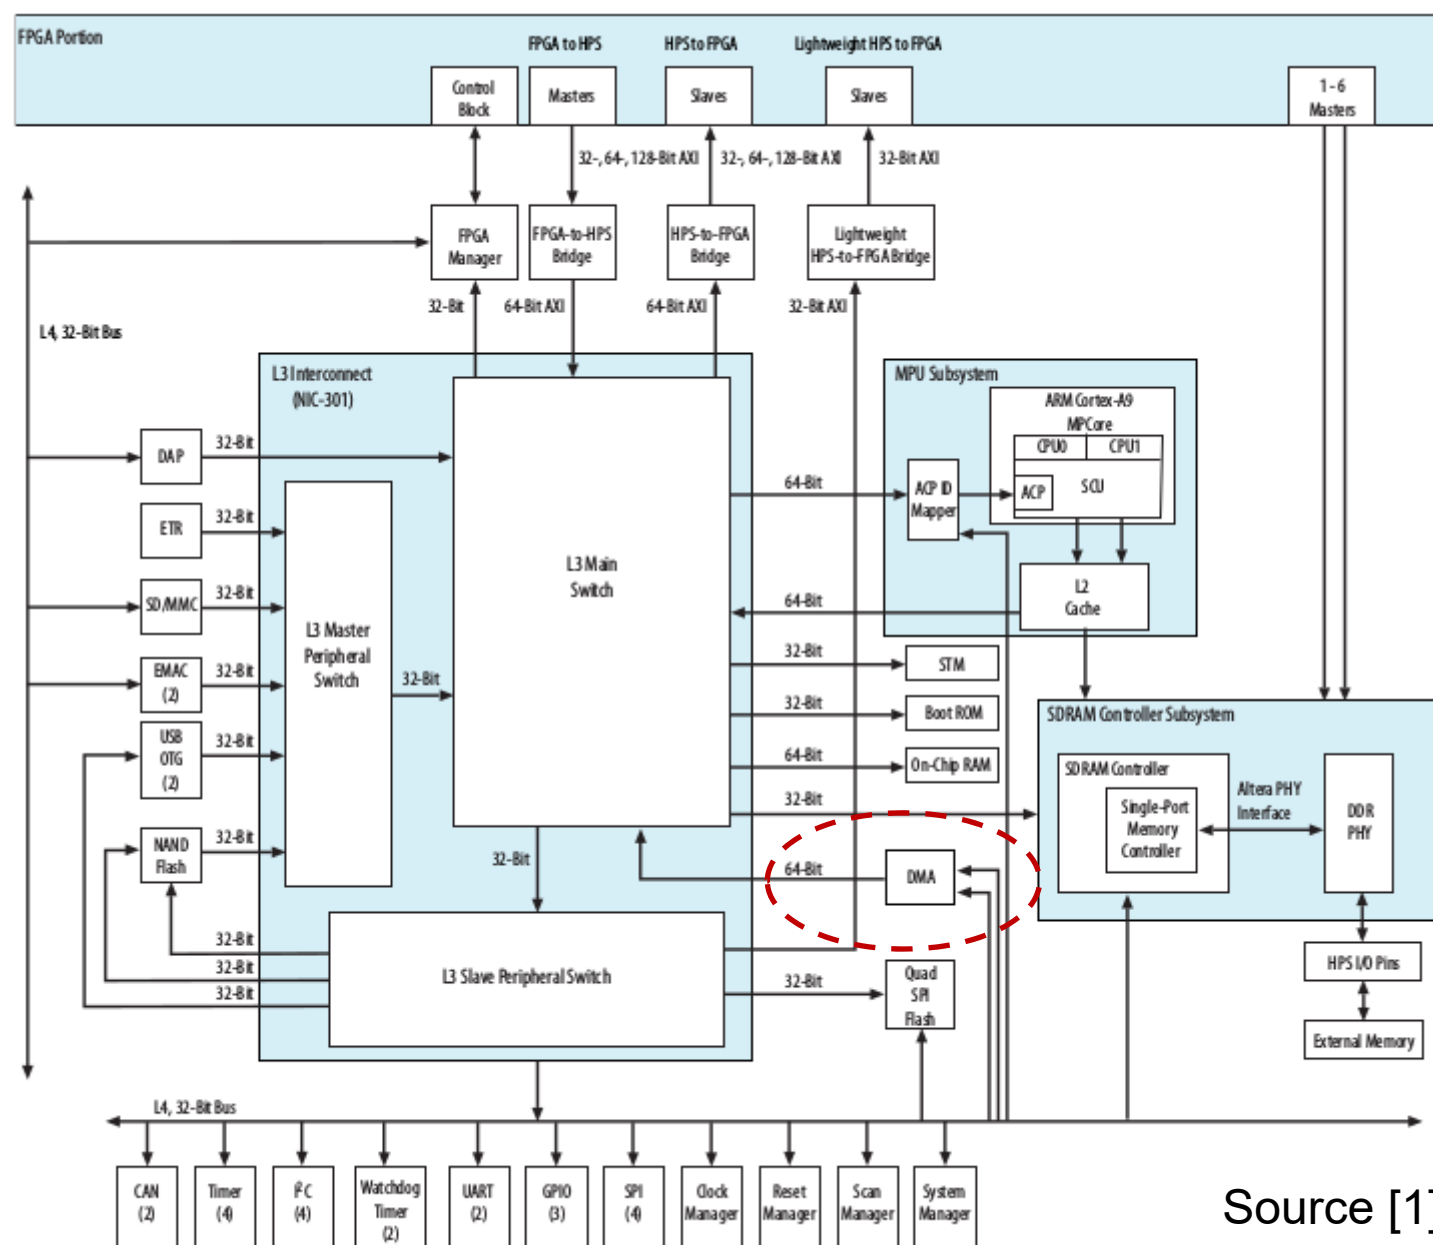 FPGA Portion
FPGA to HPS
HPS to FPGA
Lightweight HPS to FPGA
Control
Block
Masters
Slaves
Slaves
1 - 6
Masters
32-, 64-, 128-Bit AXI
32-, 64-, 128-Bit AXI
32-Bit AXI
FPGA
Manager
FPGA-to-HPS
Bridge
HPS-to-FPGA
Bridge
Lightweight
HPS-to-FPGA Bridge
32-Bit
64-Bit AXI
64-Bit AXI
32-Bit AXI
L4, 32-Bit Bus
L3 Interconnect
(NIC-301)
MPU Subsystem
ARM Cortex-A9
MPCore
CPU0
CPU1
ACP
SCU
ACP ID
Mapper
L2
Cache
DAP
32-Bit
ETR
32-Bit
SD/MMC
32-Bit
EMAC
(2)
32-Bit
USB
OTG
(2)
32-Bit
NAND
Flash
32-Bit
L3 Master
Peripheral
Switch
32-Bit
L3 Main
Switch
64-Bit
64-Bit
32-Bit
STM
32-Bit
Boot ROM
64-Bit
On-Chip RAM
32-Bit
64-Bit
DMA
SDRAM Controller Subsystem
SDRAM Controller
Single-Port
Memory
Controller
Altera PHY
Interface
DDR
PHY
HPS I/O Pins
External Memory
32-Bit
32-Bit
32-Bit
32-Bit
L3 Slave Peripheral Switch
32-Bit
Quad
SPI
Flash
L4, 32-Bit Bus
CAN
(2)
Timer
(4)
I²C
(4)
Watchdog
Timer
(2)
UART
(2)
GPIO
(3)
SPI
(4)
Clock
Manager
Reset
Manager
Scan
Manager
System
Manager
Source [1]